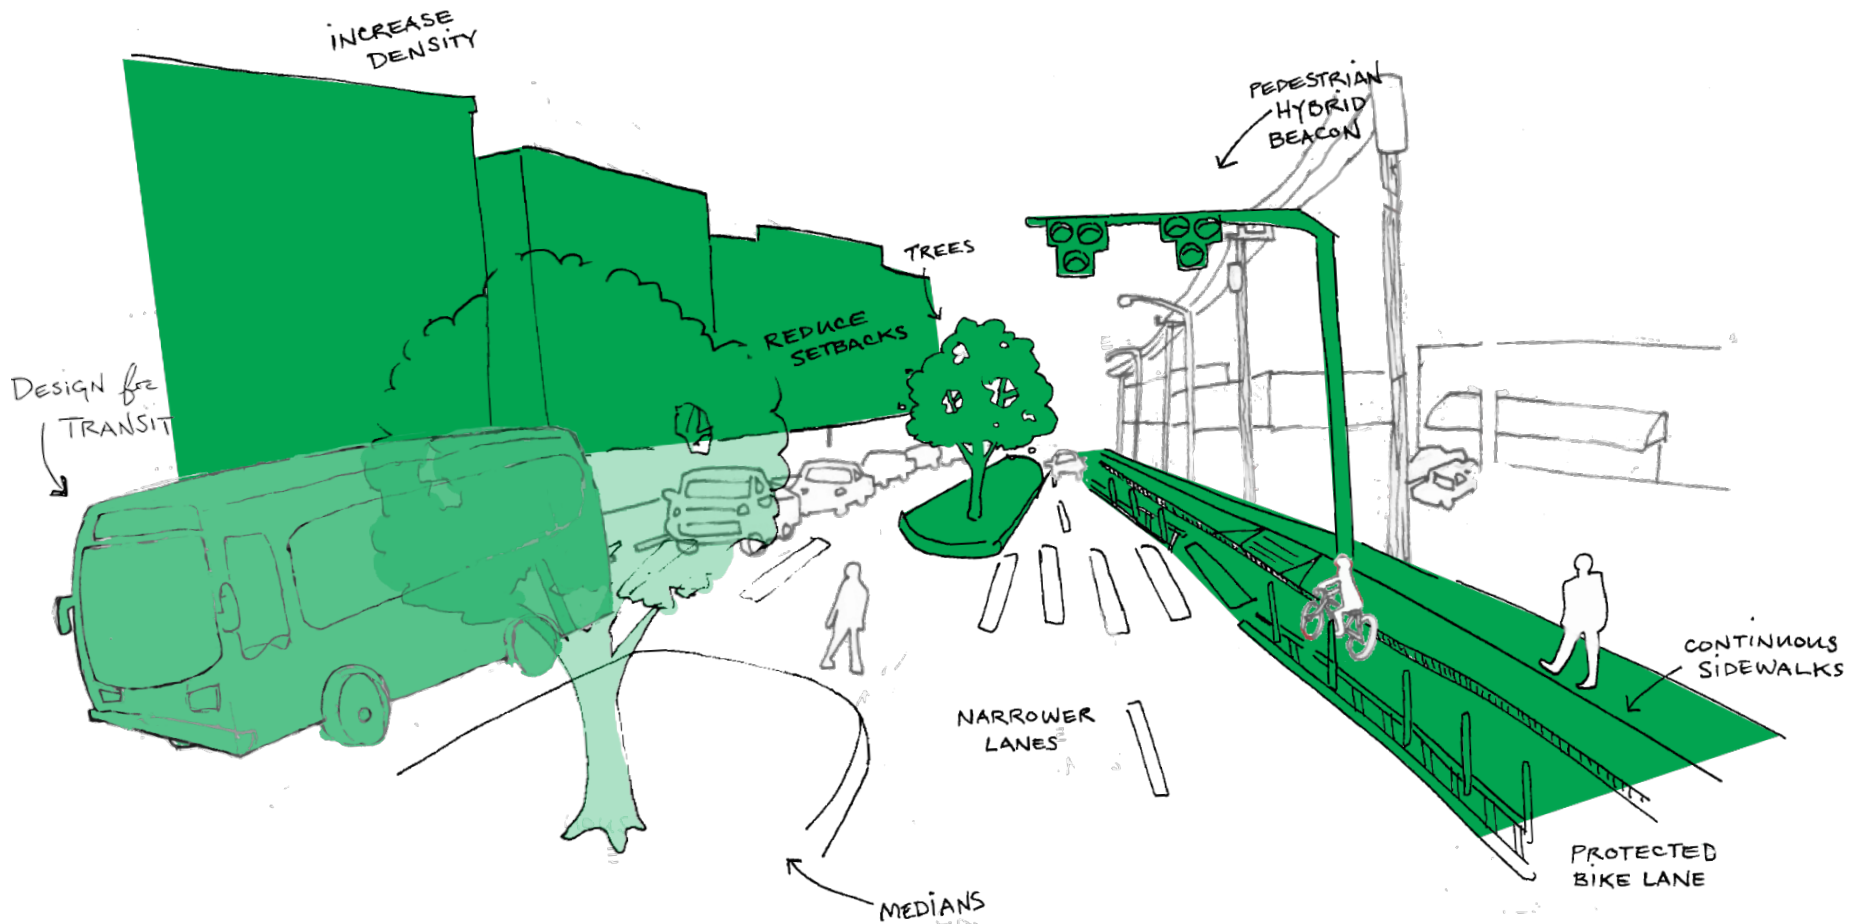 INCREASE
DENSITY
PEDESTRIAN
HYBRID
BEACON
TREES
REDUCE
SETBACKS
DESIGN for
TRANSIT
CONTINUOUS
SIDEWALKS
NARROWER
LANES
PROTECTED
BIKE LANE
MEDIANS